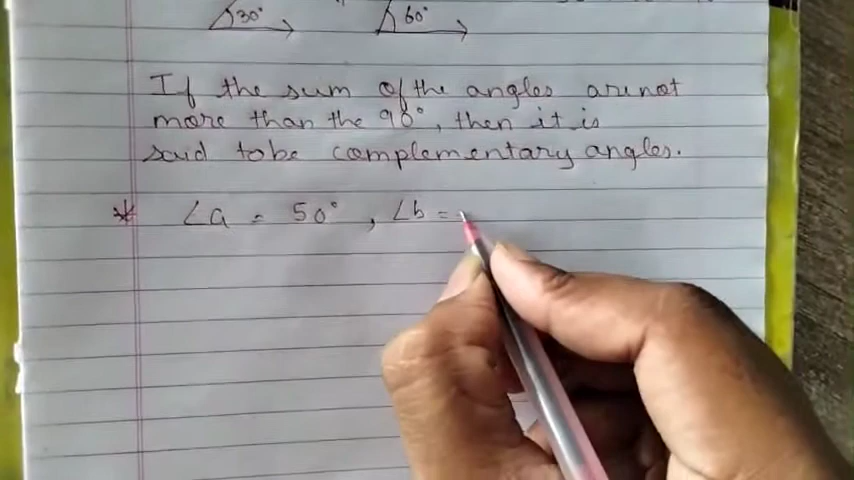 30° 60°
If the sum of the angles are not
more than the 90°, then it is
said to be complementary angles.
* ∠a = 50° , ∠b =